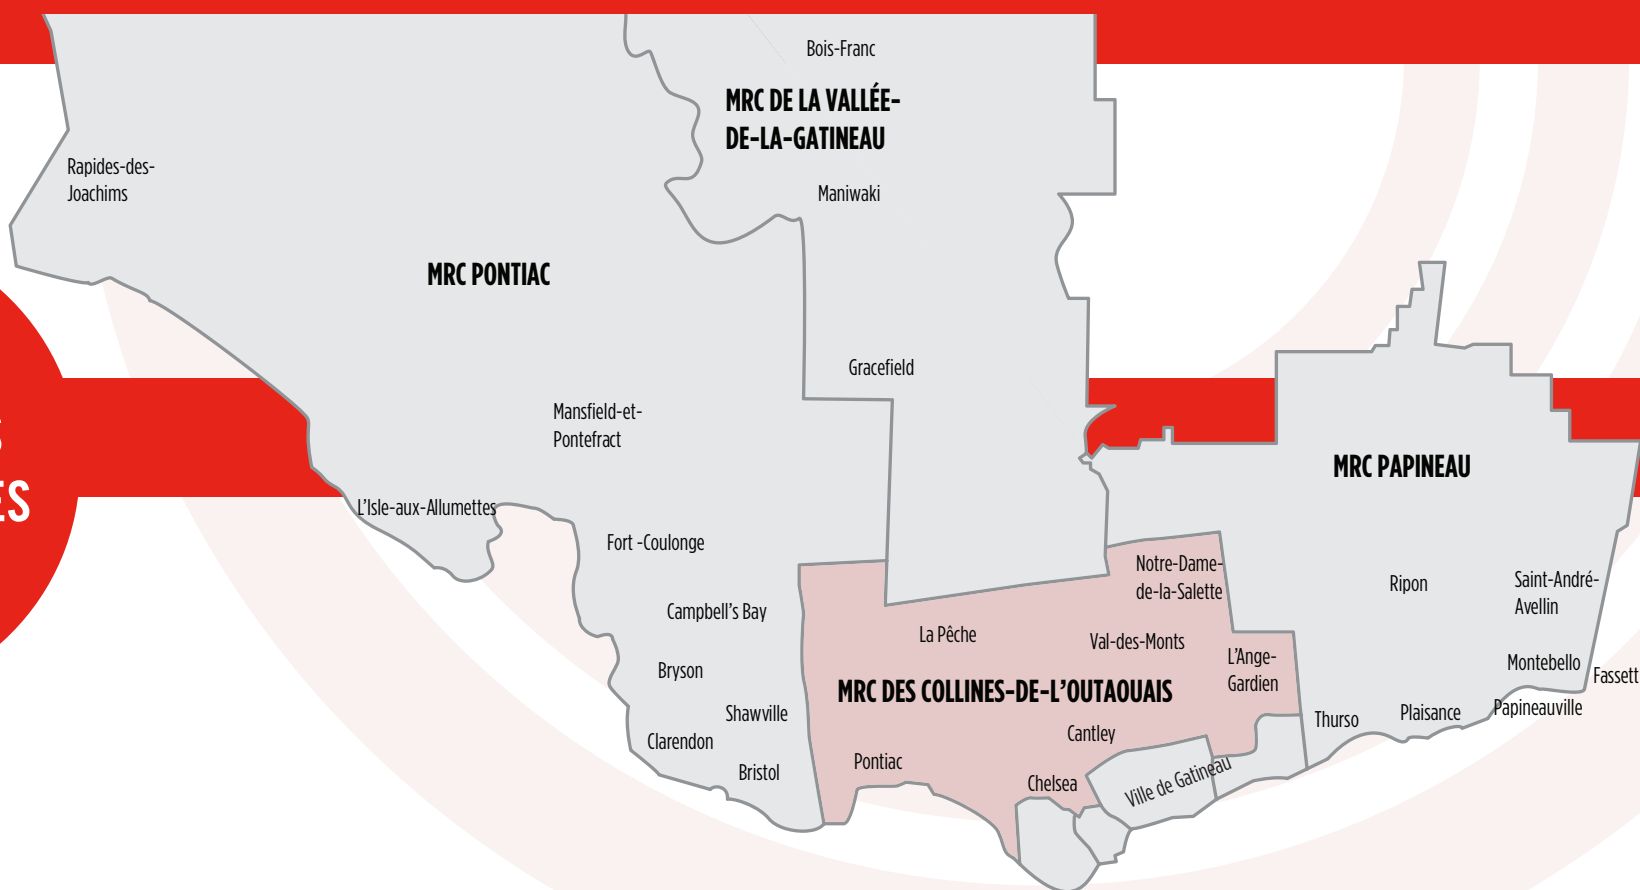 Bois-Franc
MRC DE LA VALLÉE-
DE-LA-GATINEAU
Rapides-des-
Joachims
Maniwaki
MRC PONTIAC
Gracefield
Mansfield-et-
Pontefract
MRC PAPINEAU
L'Isle-aux-Allumettes
Fort -Coulonge
Notre-Dame-
de-la-Salette
Ripon
Saint-André-
Avellin
Campbell's Bay
La Pêche
Val-des-Monts
L'Ange-
Gardien
Montebello
Fassett
Bryson
MRC DES COLLINES-DE-L'OUTAOUAIS
Shawville
Thurso
Plaisance
Papineauville
Clarendon
Cantley
Bristol
Pontiac
Chelsea
Ville de Gatineau